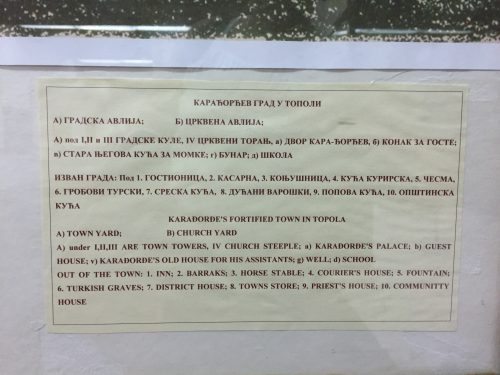 КАРАЂОРЂЕВ ГРАД У ТОПОЛИ
А) ГРАДСКА АВЛИЈА; Б) ЦРКВЕНА АВЛИЈА;
А) под I,II и III ГРАДСКЕ КУЛЕ, IV ЦРКВЕНИ ТОРАЊ, а) ДВОР КАРА-ЂОРЂЕВ, б) КОНАК ЗА ГОСТЕ;
в) СТАРА ЊЕГОВА КУЋА ЗА МОМКЕ; г) БУНАР; д) ШКОЛА
ИЗВАН ГРАДА: Под 1. ГОСТИОНИЦА, 2. КАСАРНА, 3. КОЊУШНИЦА, 4. КУЋА КУРИРСКА, 5. ЧЕСМА,
6. ГРОБОВИ ТУРСКИ, 7. СРЕСКА КУЋА, 8. ДУЋАНИ ВАРОШКИ, 9. ПОПОВА КУЋА, 10. ОПШТИНСКА
КУЋА
KARAĐORĐE'S FORTIFIED TOWN IN TOPOLA
A) TOWN YARD; B) CHURCH YARD
A) under I,II,III ARE TOWN TOWERS, IV CHURCH STEEPLE; a) KARAĐORĐE'S PALACE; b) GUEST
HOUSE; v) KARAĐORĐE'S OLD HOUSE FOR HIS ASSISTANTS; g) WELL; d) SCHOOL
OUT OF THE TOWN: 1. INN; 2. BARRAKS; 3. HORSE STABLE; 4. COURIER'S HOUSE; 5. FOUNTAIN;
6. TURKISH GRAVES; 7. DISTRICT HOUSE; 8. TOWNS STORE; 9. PRIEST'S HOUSE; 10. COMMUNITTY
HOUSE